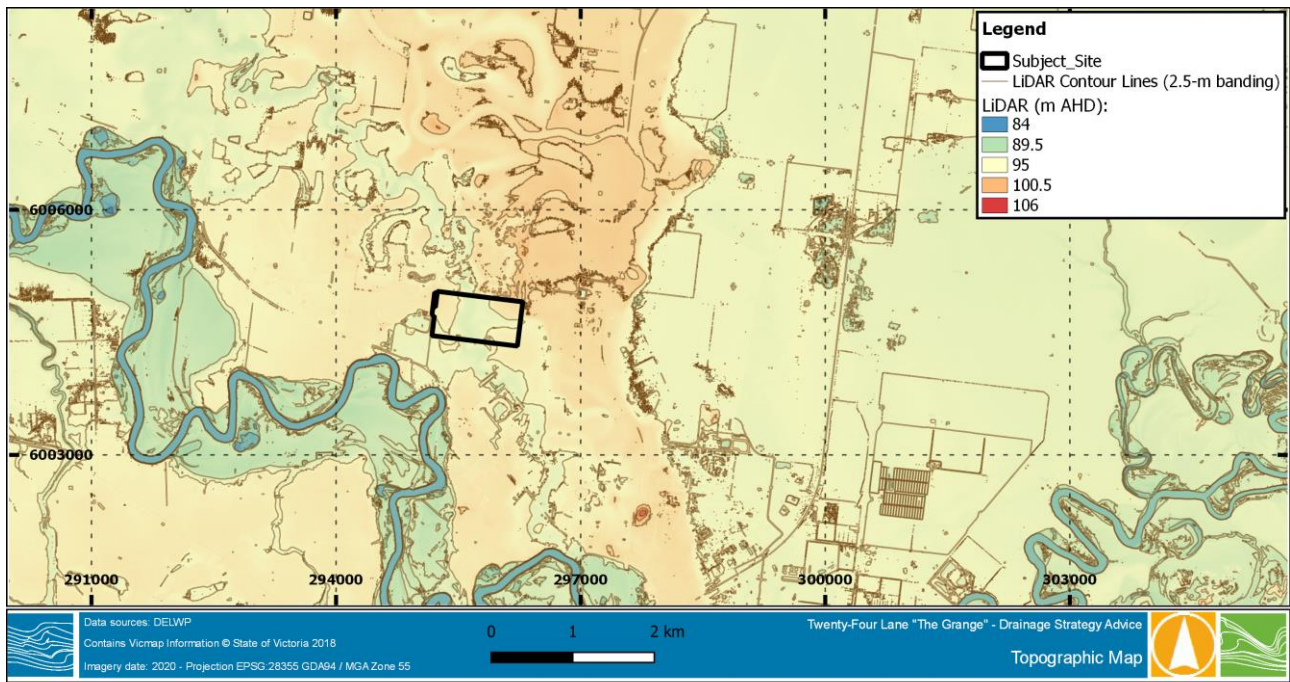 Legend
Subject_Site
LiDAR Contour Lines (2.5-m banding)
LiDAR (m AHD):
84
89.5
95
100.5
106
6006000
6003000
291000
294000
297000
300000
303000
Data sources: DELWP
Contains Vicmap Information © State of Victoria 2018
Imagery date: 2020 - Projection EPSG:28355 GDA94 / MGA Zone 55
0 1 2 km
Twenty-Four Lane "The Grange" - Drainage Strategy Advice
Topographic Map